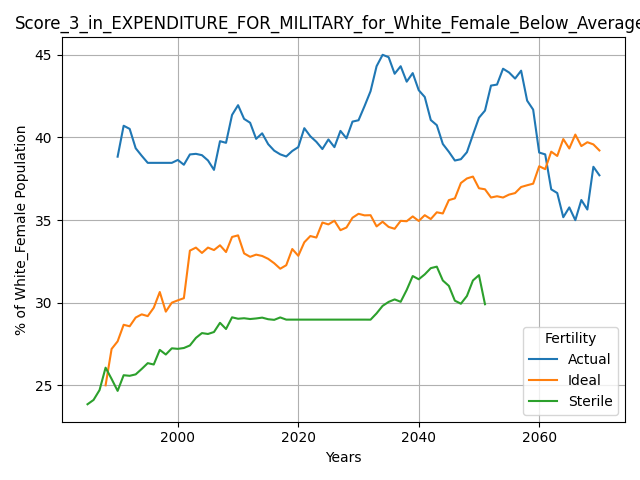 Score_3_in_EXPENDITURE_FOR_MILITARY_for_White_Female_Below_Average
% of White_Female Population
45
40
35
30
25
2000
2020
2040
2060
Years
Fertility
Actual
Ideal
Sterile